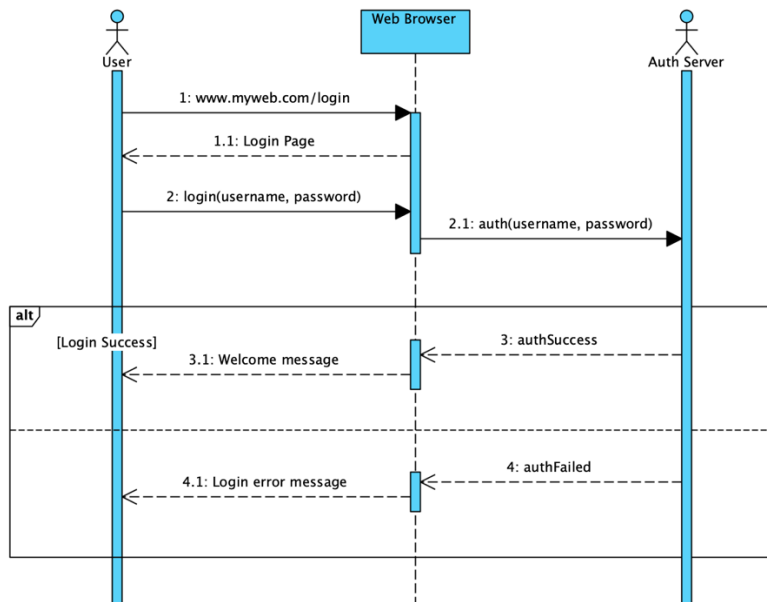 Web Browser
User
Auth Server
1: www.myweb.com/login
1.1: Login Page
2: login(username, password)
2.1: auth(username, password)
alt
[Login Success]
3: authSuccess
3.1: Welcome message
4: authFailed
4.1: Login error message